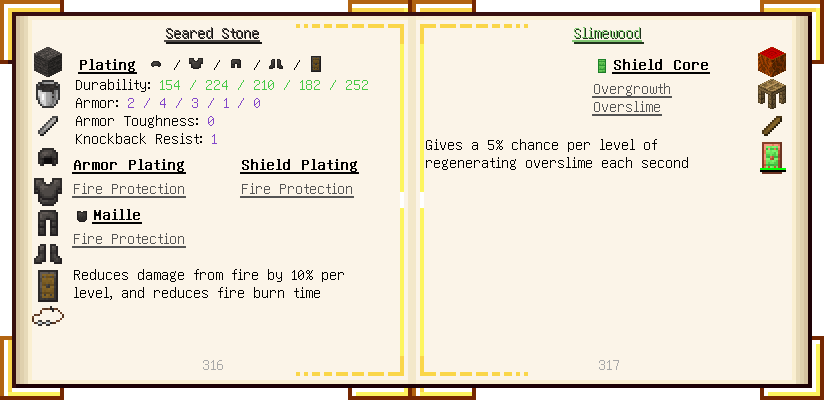 Seared Stone
Plating / / / /
Durability: 154 / 224 / 210 / 182 / 252
Armor: 2 / 4 / 3 / 1 / 0
Armor Toughness: 0
Knockback Resist: 1
Armor Plating
Shield Plating
Fire Protection
Fire Protection
Maille
Fire Protection
Reduces damage from fire by 10% per
level, and reduces fire burn time
316
Slimewood
Shield Core
Overgrowth
Overslime
Gives a 5% chance per level of
regenerating overslime each second
317